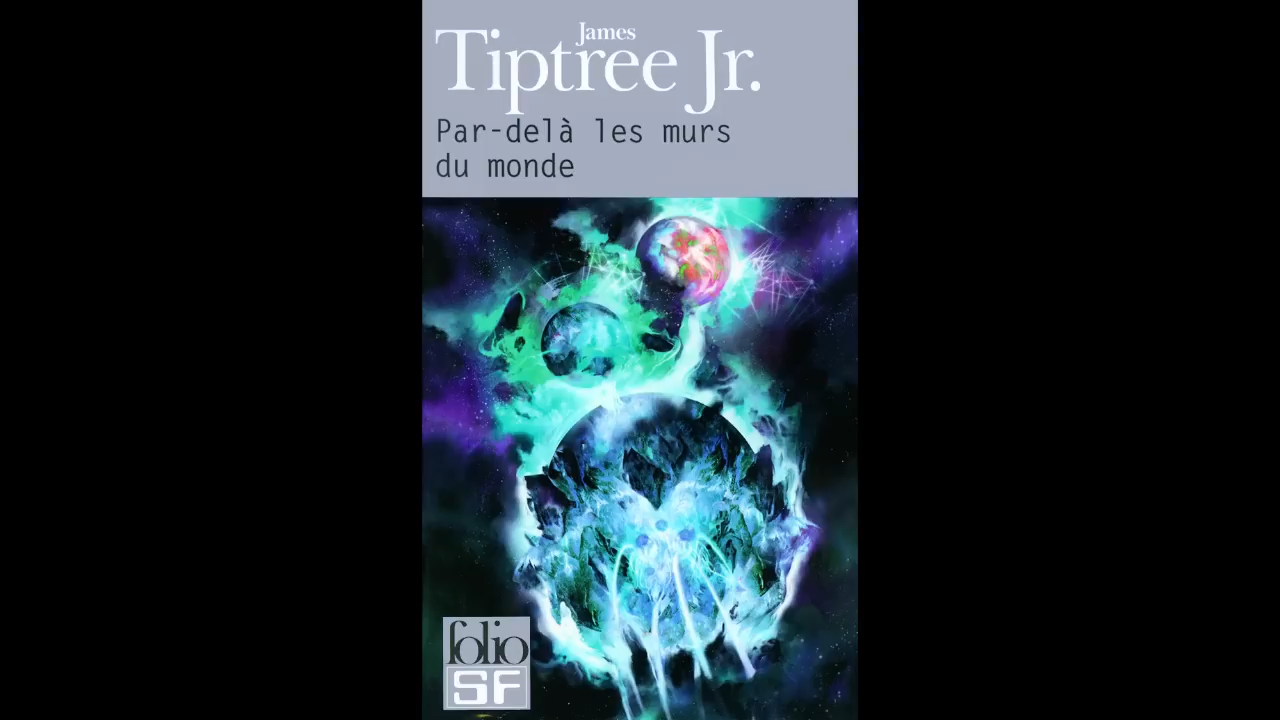 James
Tiptree Jr.
Par-delà les murs
du monde
folio
SF